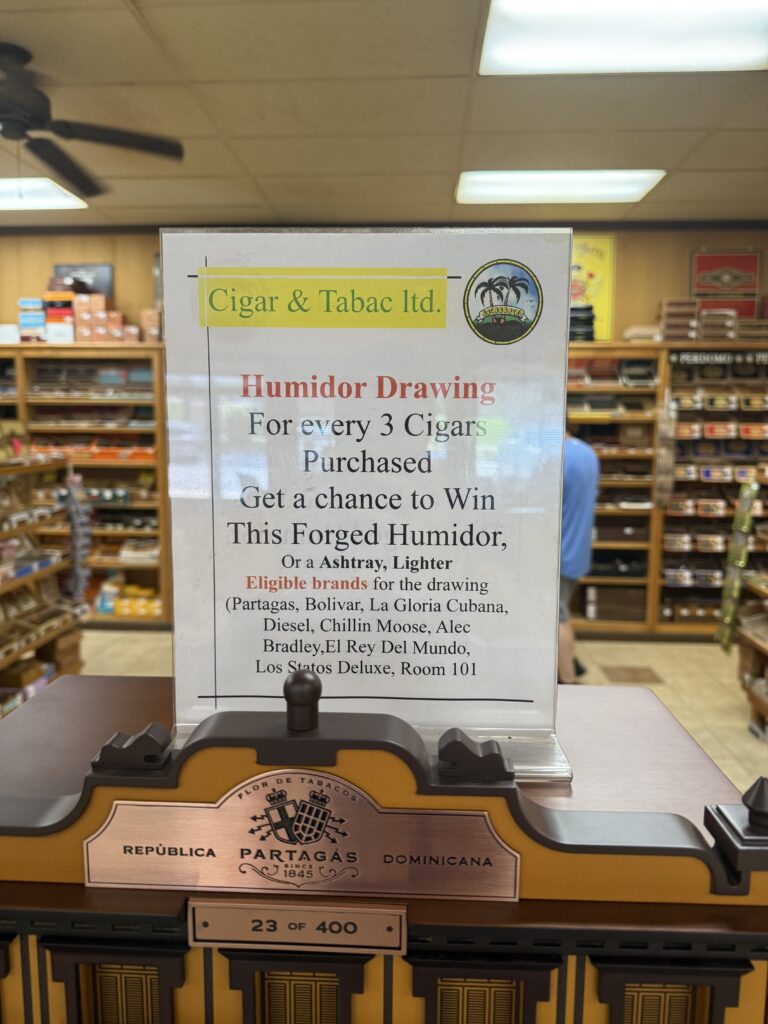 Cigar & Tabac ltd.
Humidor Drawing
For every 3 Cigars
Purchased
Get a chance to Win
This Forged Humidor,
Or a Ashtray, Lighter
Eligible brands for the drawing
(Partagas, Bolivar, La Gloria Cubana,
Diesel, Chillin Moose, Alec
Bradley,El Rey Del Mundo,
Los Statos Deluxe, Room 101
FLOR DE TABACOS
REPÙBLICA PARTAGÁS DOMINICANA
SINCE
1845
23 OF 400